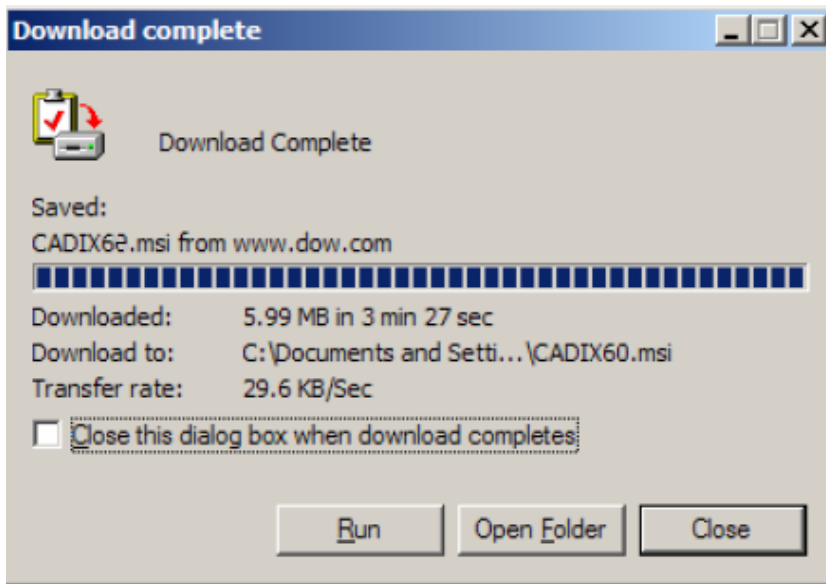 Download complete
Download Complete
Saved:
from www.dow.com
Downloaded: 5.99 MB in 3 min 27 sec
Download to: C:\Documents and Setti...\CADIX60.msi
Transfer rate: 29.6 KB/Sec
Close this dialog box when download completes
Run Open Folder Close